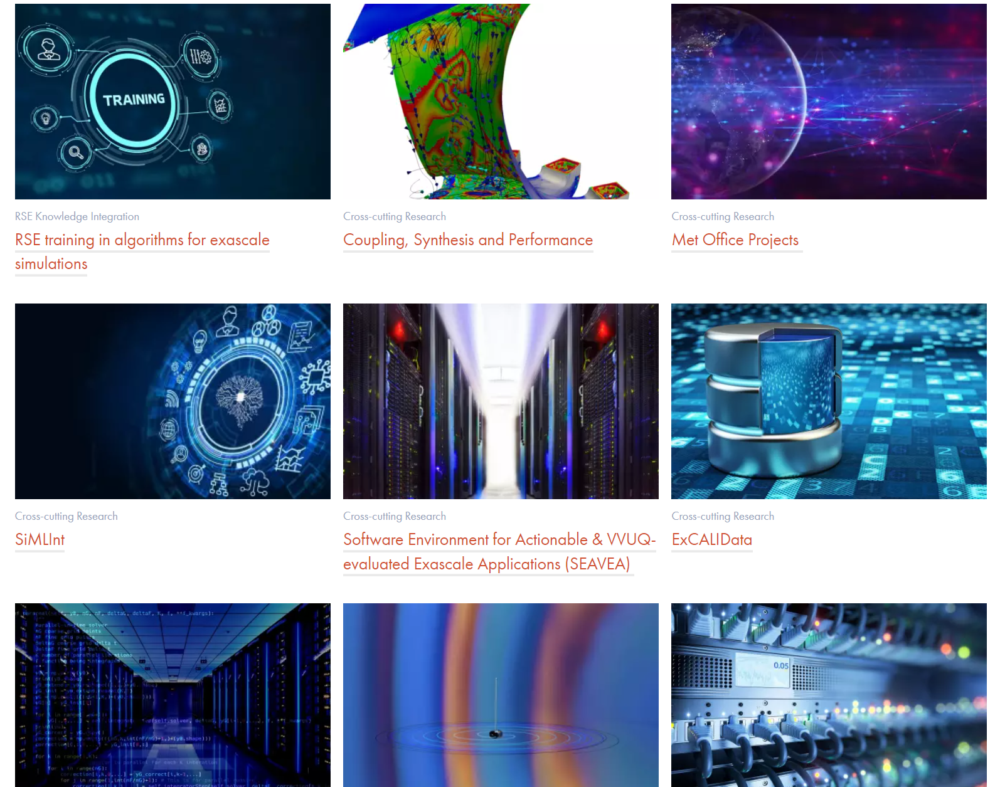 TRAINING
RSE Knowledge Integration
RSE training in algorithms for exascale
simulations
Cross-cutting Research
Coupling, Synthesis and Performance
Cross-cutting Research
Met Office Projects
Cross-cutting Research
SiMLInt
Cross-cutting Research
Software Environment for Actionable & VVUQ-
evaluated Exascale Applications (SEAVEA)
Cross-cutting Research
ExCALIData
0.05